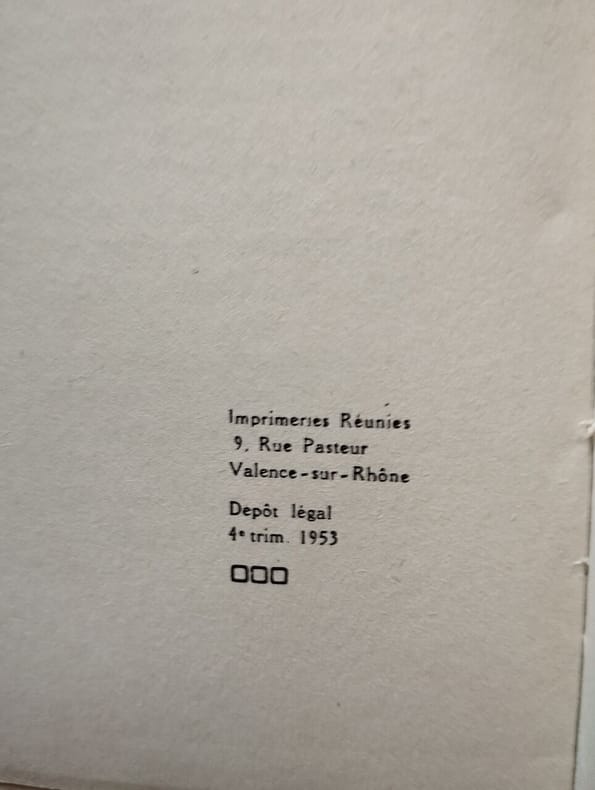 Imprimeries Réunies
9, Rue Pasteur
Valence-sur-Rhône
Depôt légal
4e trim. 1953